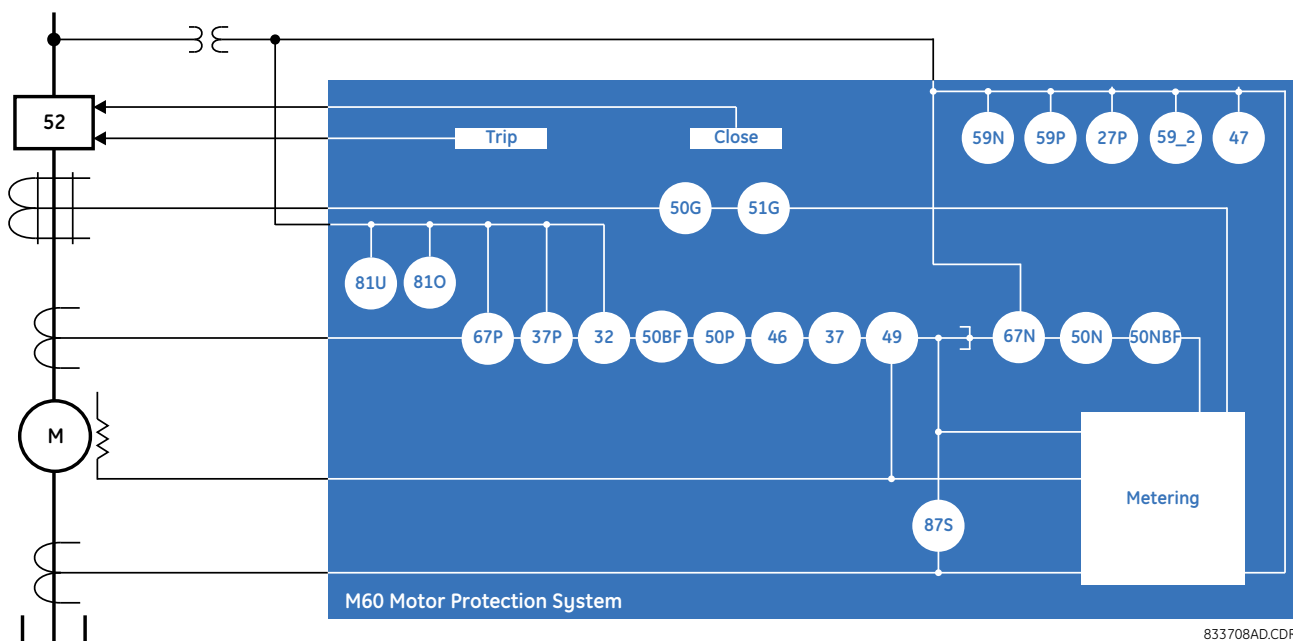 52
Trip
Close
59N
59P
27P
59_2
47
50G
51G
81U
81O
67P
37P
32
50BF
50P
46
37
49
67N
50N
50NBF
M
Metering
87S
M60 Motor Protection System
833708AD.CDR